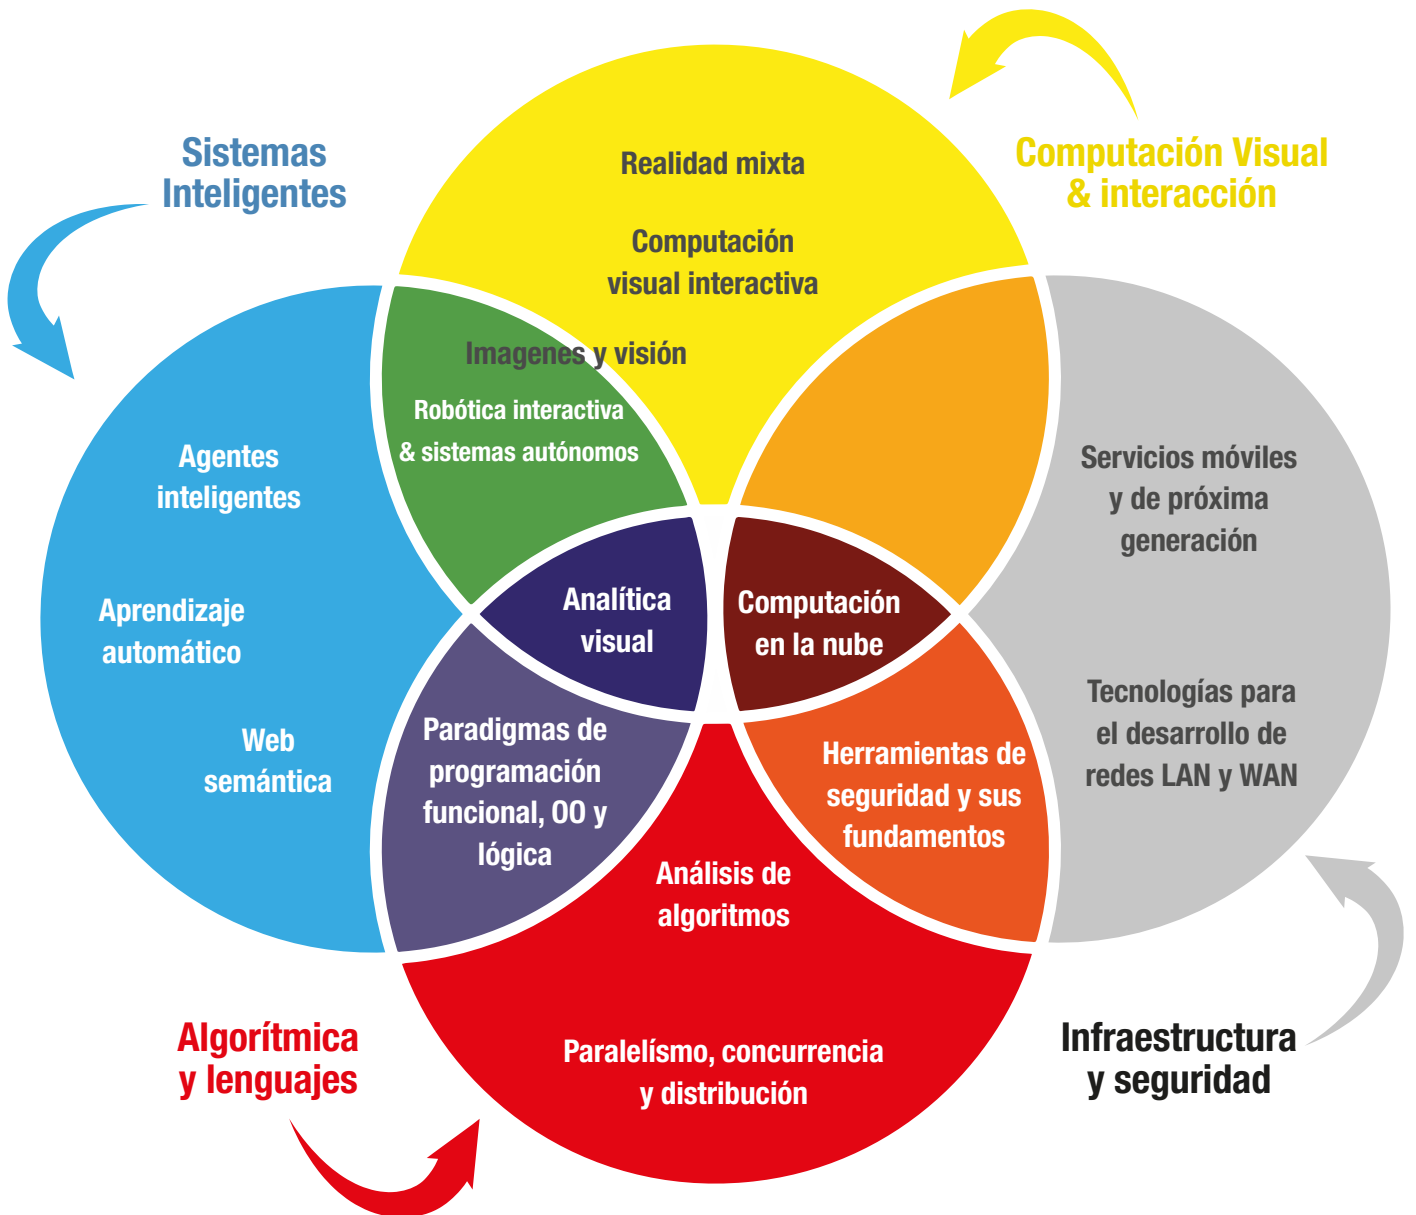 Sistemas
Inteligentes
Computación Visual
& interacción
Realidad mixta
Computación
visual interactiva
Imagenes y visión
Robótica interactiva
& sistemas autónomos
Agentes
inteligentes
Aprendizaje
automático
Web
semántica
Servicios móviles
y de próxima
generación
Tecnologías para
el desarrollo de
redes LAN y WAN
Analítica
visual
Computación
en la nube
Paradigmas de
programación
funcional, OO y
lógica
Herramientas de
seguridad y sus
fundamentos
Análisis de
algoritmos
Paralelísmo, concurrencia
y distribución
Algorítmica
y lenguajes
Infraestructura
y seguridad